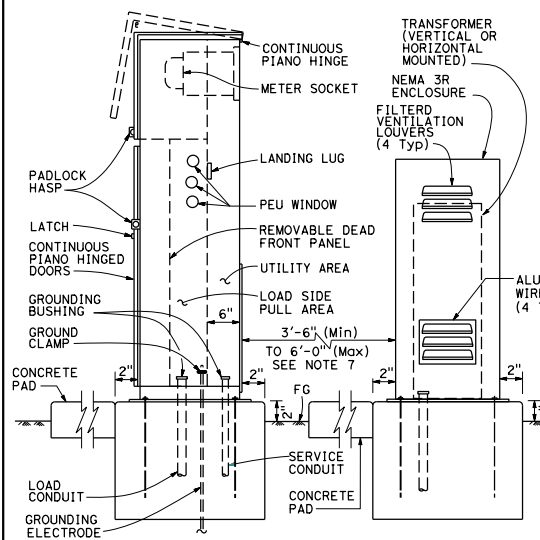 CONTINUOUS
PIANO HINGE
METER SOCKET
LANDING LUG
PEU WINDOW
REMOVABLE DEAD
FRONT PANEL
UTILITY AREA
LOAD SIDE
PULL AREA
6"
PADLOCK
HASP
LATCH
CONTINUOUS
PIANO HINGED
DOORS
GROUNDING
BUSHING
GROUND
CLAMP
CONCRETE
PAD
2"
2"
2"
FG
3'-6" (Min)
TO 6'-0" (Max)
SEE NOTE 7
LOAD
CONDUIT
GROUNDING
ELECTRODE
SERVICE
CONDUIT
CONCRETE
PAD
TRANSFORMER
(VERTICAL OR
HORIZONTAL
MOUNTED)
NEMA 3R
ENCLOSURE
FILTERD
VENTILATION
LOUVERS
(4 Typ)
ALU
WIR
(4
2"
2"